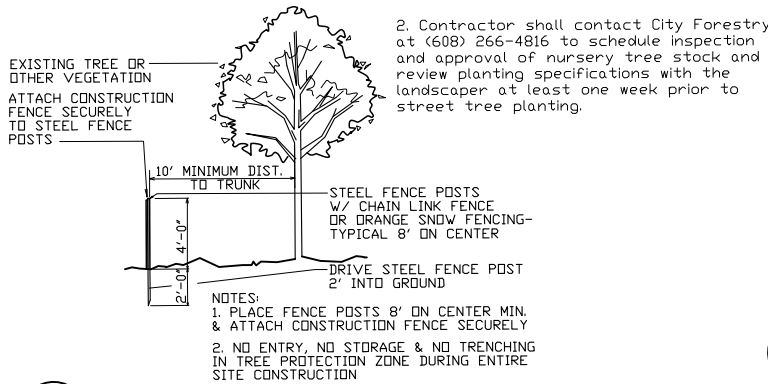 2. Contractor shall contact City Forestry
at (608) 266-4816 to schedule inspection
and approval of nursery tree stock and
review planting specifications with the
landscaper at least one week prior to
street tree planting.
EXISTING TREE OR
OTHER VEGETATION
ATTACH CONSTRUCTION
FENCE SECURELY
TO STEEL FENCE
POSTS
10' MINIMUM DIST.
TO TRUNK
STEEL FENCE POSTS
W/ CHAIN LINK FENCE
OR ORANGE SNOW FENCING-
TYPICAL 8' ON CENTER
4'-0"
2'-0"
DRIVE STEEL FENCE POST
2' INTO GROUND
NOTES:
1. PLACE FENCE POSTS 8' ON CENTER MIN.
& ATTACH CONSTRUCTION FENCE SECURELY
2. NO ENTRY, NO STORAGE & NO TRENCHING
IN TREE PROTECTION ZONE DURING ENTIRE
SITE CONSTRUCTION